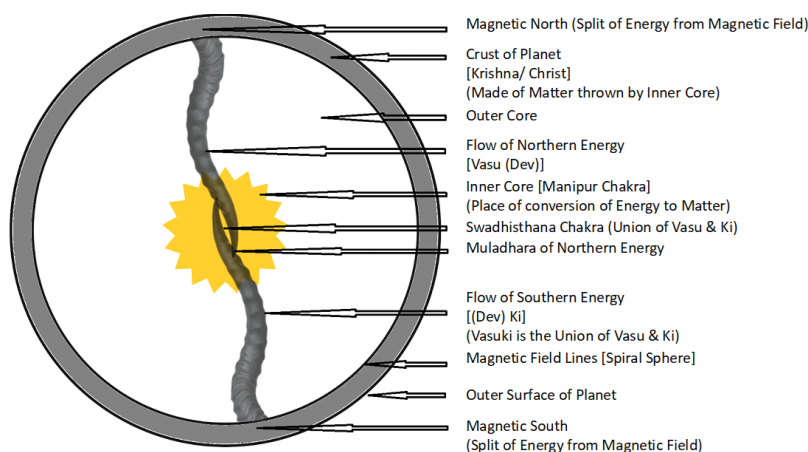 Magnetic North (Split of Energy from Magnetic Field)
Crust of Planet
[Krishna/ Christ]
(Made of Matter thrown by Inner Core)
Outer Core
Flow of Northern Energy
[Vasu (Dev)]
Inner Core [Manipur Chakra]
(Place of conversion of Energy to Matter)
Swadhisthana Chakra (Union of Vasu & Ki)
Muladhara of Northern Energy
Flow of Southern Energy
[(Dev) Ki]
(Vasuki is the Union of Vasu & Ki)
Magnetic Field Lines [Spiral Sphere]
Outer Surface of Planet
Magnetic South
(Split of Energy from Magnetic Field)